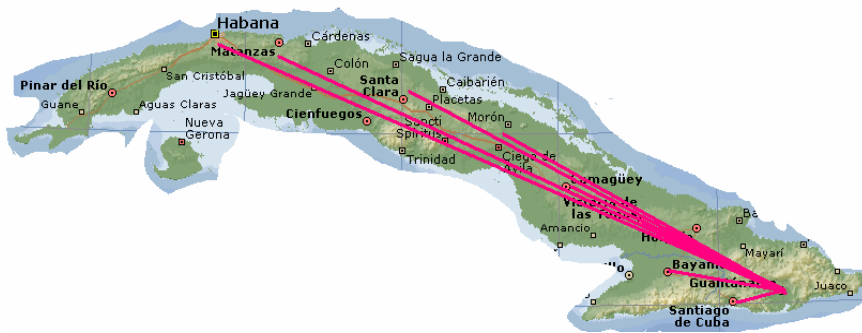 Habana
Matanzas
Cárdenas
Sagua la Grande
Colón
San Cristóbal
Pinar del Río
Guane
Aguas Claras
Jagüey Grande
Santa
Clara
Caibarién
Placetas
Cienfuegos
Sancti
Spíritus
Morón
Nueva
Gerona
Trinidad
Ciego de
Avila
Camagüey
Victoria de
las
Amancio
Mayarí
Bayamo
Guantánamo
Juaco
Santiago
de Cuba